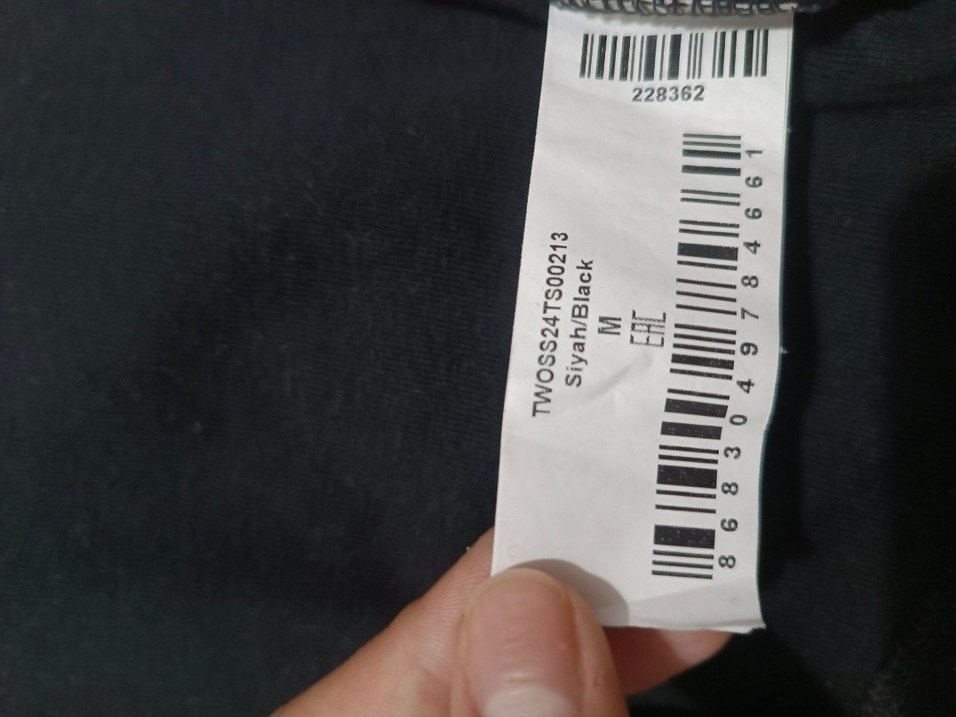 228362
TWOSS24TS00213
Siyah/Black
M
EAC
8683049784661